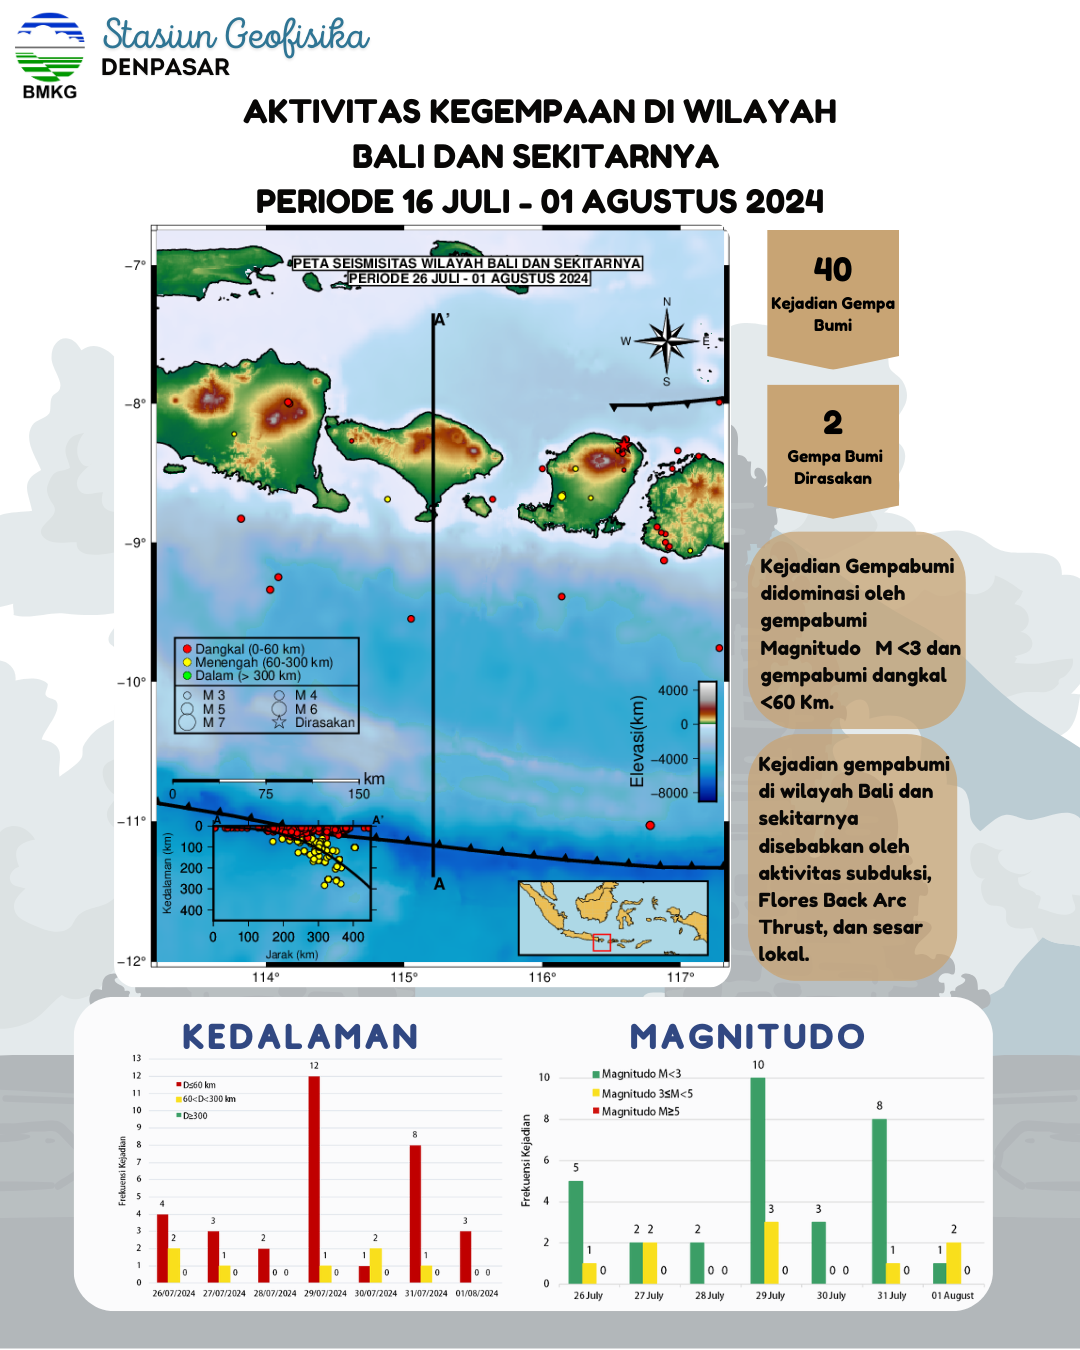 BMKG
Stasiun Geofisika
DENPASAR
AKTIVITAS KEGEMPAAN DI WILAYAH
BALI DAN SEKITARNYA
PERIODE 16 JULI - 01 AGUSTUS 2024
PETA SEISMISITAS WILAYAH BALI DAN SEKITARNYA
PERIODE 26 JULI - 01 AGUSTUS 2024
−7°
−8°
−9°
−10°
−11°
−12°
114°
115°
116°
117°
A'
A
N
W
E
S
Dangkal (0-60 km)
Menengah (60-300 km)
Dalam (> 300 km)
M 3
M 4
M 5
M 6
M 7
Dirasakan
km
0
75
150
Elevasi(km)
4000
0
−4000
−8000
A
A'
Kedalaman (km)
0
100
200
300
400
0
100
200
300
400
Jarak (km)
40
Kejadian Gempa
Bumi
2
Gempa Bumi
Dirasakan
Kejadian Gempabumi
didominasi oleh
gempabumi
Magnitudo M <3 dan
gempabumi dangkal
<60 Km.
Kejadian gempabumi
di wilayah Bali dan
sekitarnya
disebabkan oleh
aktivitas subduksi,
Flores Back Arc
Thrust, dan sesar
lokal.
KEDALAMAN
Frekuensi Kejadian
13
12
11
10
9
8
7
6
5
4
3
2
1
0
D≤60 km
60<D<300 km
D≥300
4
2
0
3
1
0
2
0
0
12
1
0
1
2
0
8
1
0
3
0
0
26/07/2024
27/07/2024
28/07/2024
29/07/2024
30/07/2024
31/07/2024
01/08/2024
MAGNITUDO
Frekuensi Kejadian
10
8
6
4
2
0
Magnitudo M<3
Magnitudo 3≤M<5
Magnitudo M≥5
5
1
0
2
2
0
2
0
0
10
3
0
3
0
0
8
1
0
1
2
0
26 July
27 July
28 July
29 July
30 July
31 July
01 August